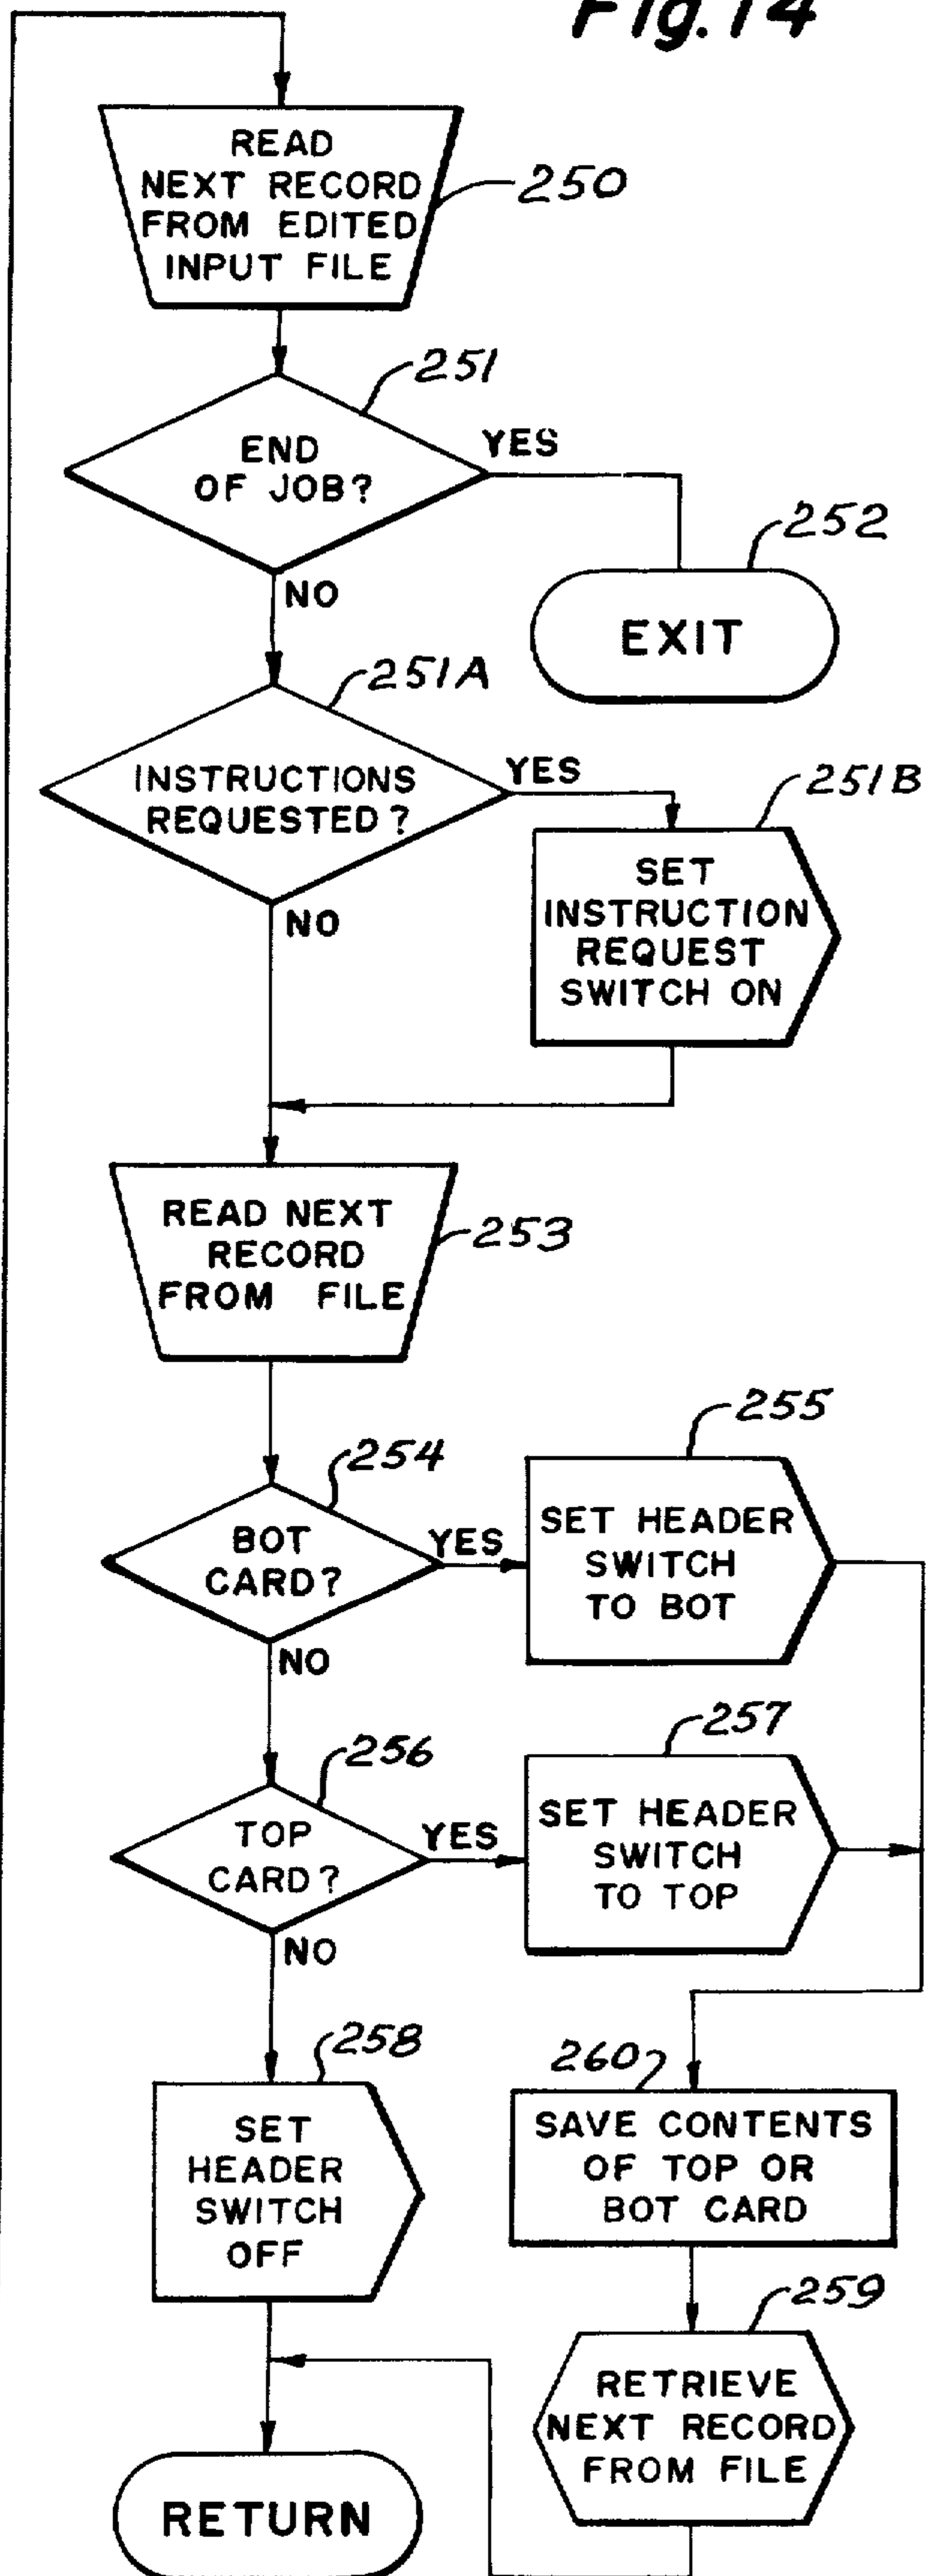 Fig. 14
READ
NEXT RECORD
FROM EDITED
INPUT FILE
250
251
END
OF JOB?
YES
252
EXIT
NO
251A
INSTRUCTIONS
REQUESTED?
YES
251B
SET
INSTRUCTION
REQUEST
SWITCH ON
NO
READ NEXT
RECORD
FROM FILE
253
254
BOT
CARD?
YES
255
SET HEADER
SWITCH
TO BOT
NO
256
TOP
CARD?
YES
257
SET HEADER
SWITCH
TO TOP
NO
258
SET
HEADER
SWITCH
OFF
260
SAVE CONTENTS
OF TOP OR
BOT CARD
259
RETRIEVE
NEXT RECORD
FROM FILE
RETURN